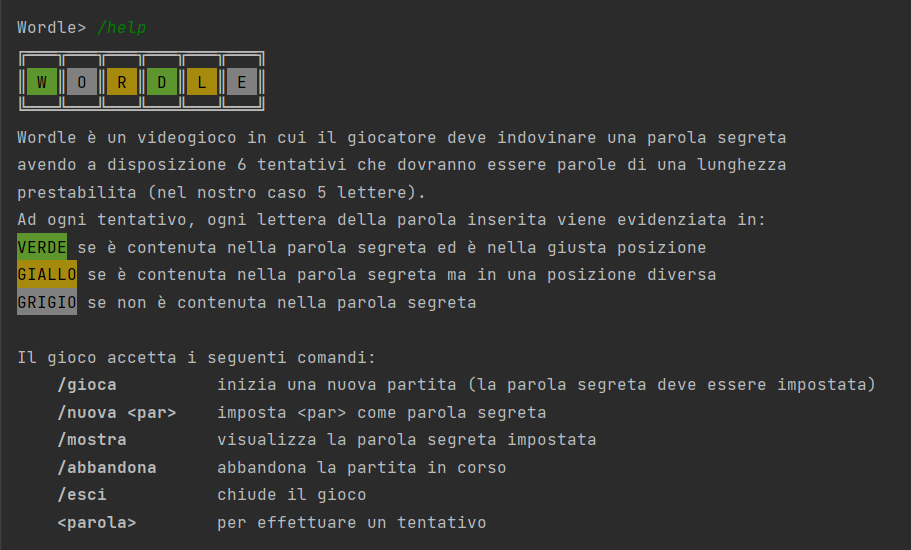 Wordle> /help
W O R D L E
Wordle è un videogioco in cui il giocatore deve indovinare una parola segreta
avendo a disposizione 6 tentativi che dovranno essere parole di una lunghezza
prestabilita (nel nostro caso 5 lettere).
Ad ogni tentativo, ogni lettera della parola inserita viene evidenziata in:
VERDE se è contenuta nella parola segreta ed è nella giusta posizione
GIALLO se è contenuta nella parola segreta ma in una posizione diversa
GRIGIO se non è contenuta nella parola segreta
Il gioco accetta i seguenti comandi:
/gioca inizia una nuova partita (la parola segreta deve essere impostata)
/nuova <par> imposta <par> come parola segreta
/mostra visualizza la parola segreta impostata
/abbandona abbandona la partita in corso
/esci chiude il gioco
<parola> per effettuare un tentativo